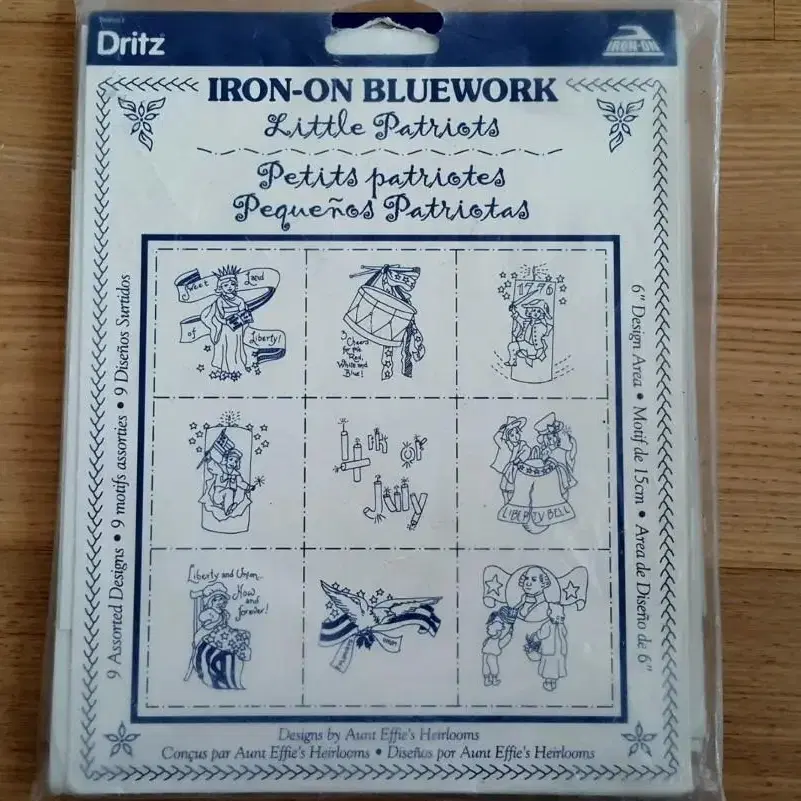 Dritz
IRON-ON
IRON-ON BLUEWORK
Little Patriots
Petits patriotes
Pequeños Patriotas
9 Assorted Designs • 9 motifs assorties • 9 Diseños Surtidos
6" Design Area • Motif de 15cm • Area de Diseño de 6"
Sweet Land
of Liberty!
3
Cheers
for the
Red,
White and
Blue!
1776
4th of
July
LIBERTY BELL
Liberty and Union
Now
and
forever!
Designs by Aunt Effie's Heirlooms
Conçus par Aunt Effie's Heirlooms • Diseños por Aunt Effie's Heirlooms